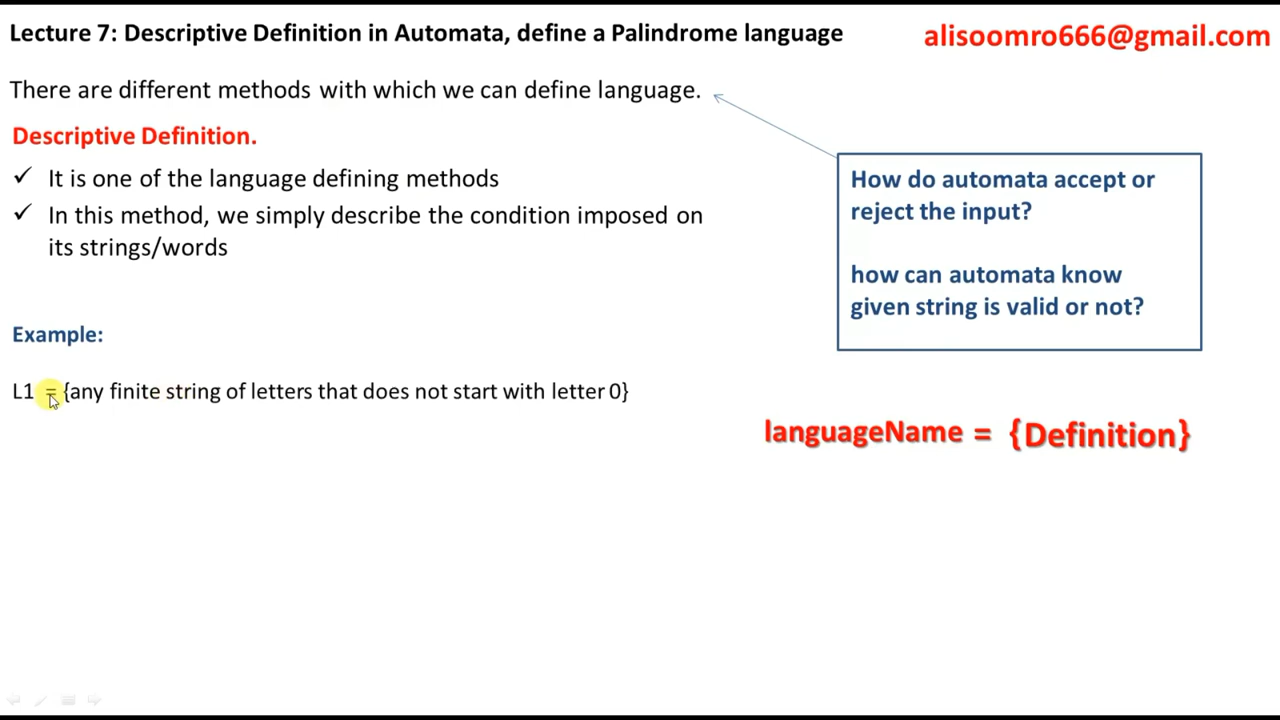 Lecture 7: Descriptive Definition in Automata, define a Palindrome language
alisoomro666@gmail.com
There are different methods with which we can define language.
Descriptive Definition.
✓ It is one of the language defining methods
✓ In this method, we simply describe the condition imposed on
its strings/words
How do automata accept or
reject the input?
how can automata know
given string is valid or not?
Example:
L1 = {any finite string of letters that does not start with letter 0}
languageName = {Definition}